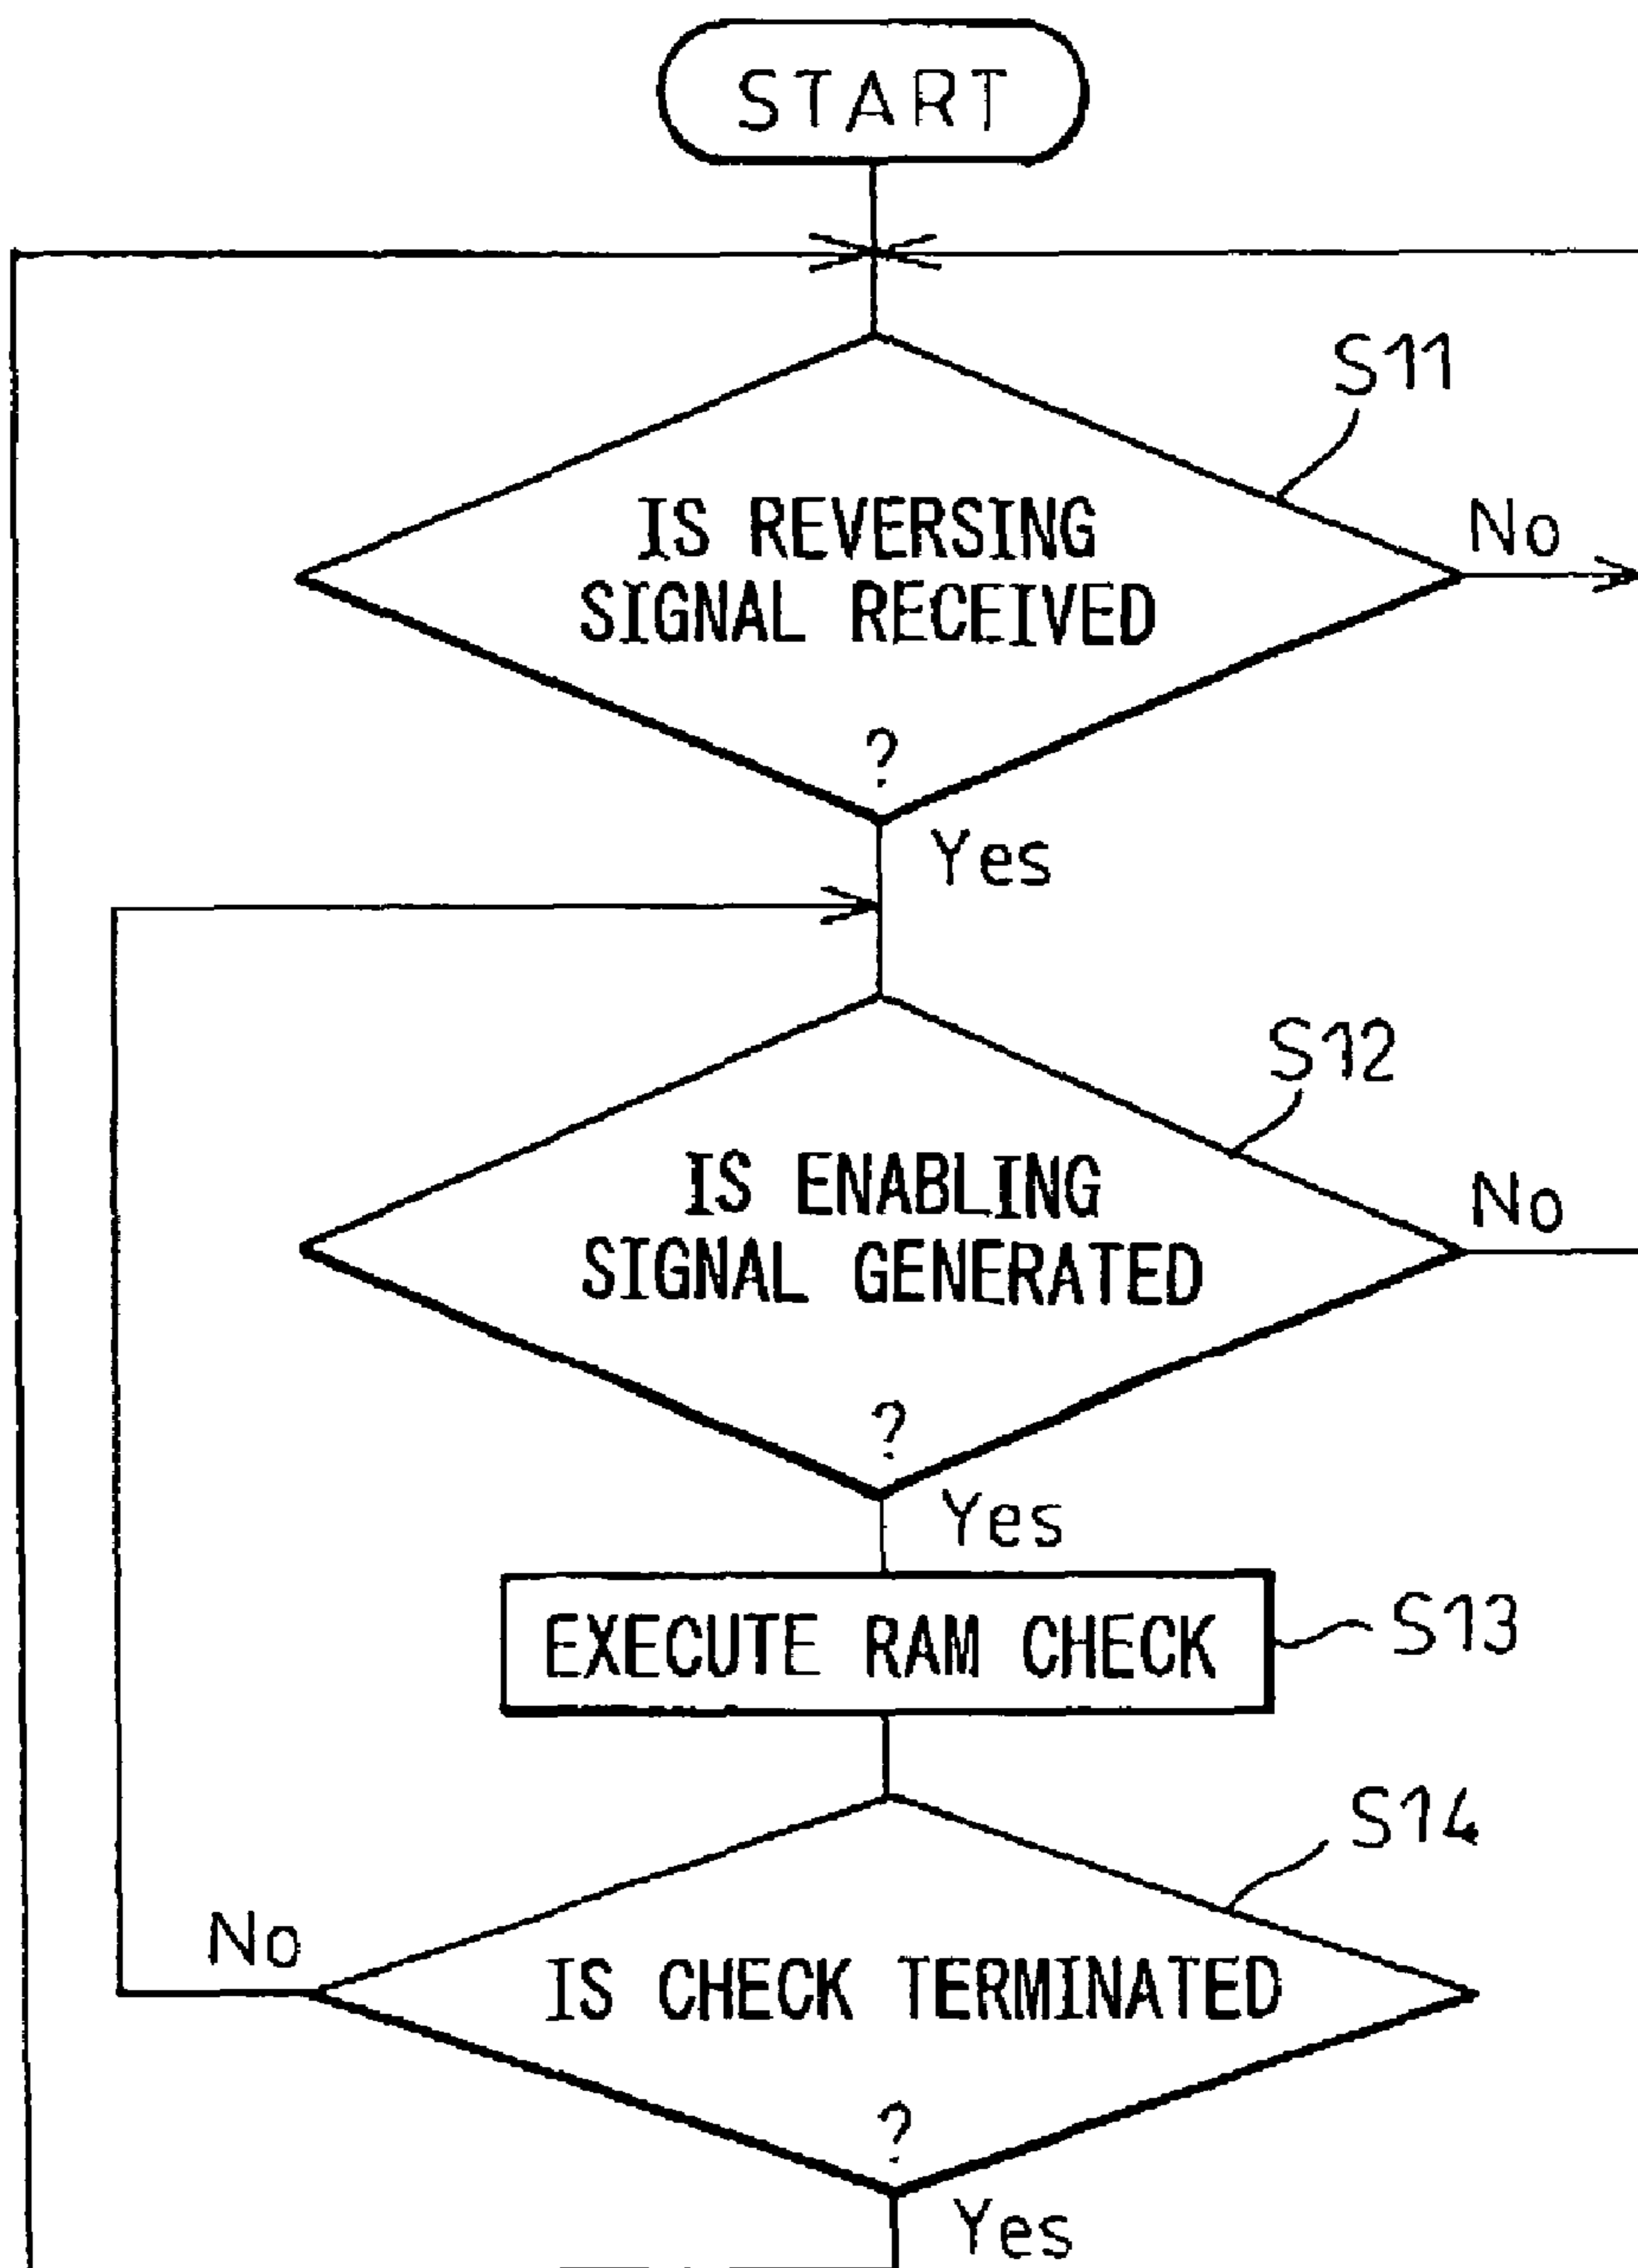 START
S11
IS REVERSING
SIGNAL RECEIVED
No
?
Yes
S12
IS ENABLING
SIGNAL GENERATED
No
?
Yes
EXECUTE RAM CHECK
S13
S14
No
IS CHECK TERMINATED
?
Yes